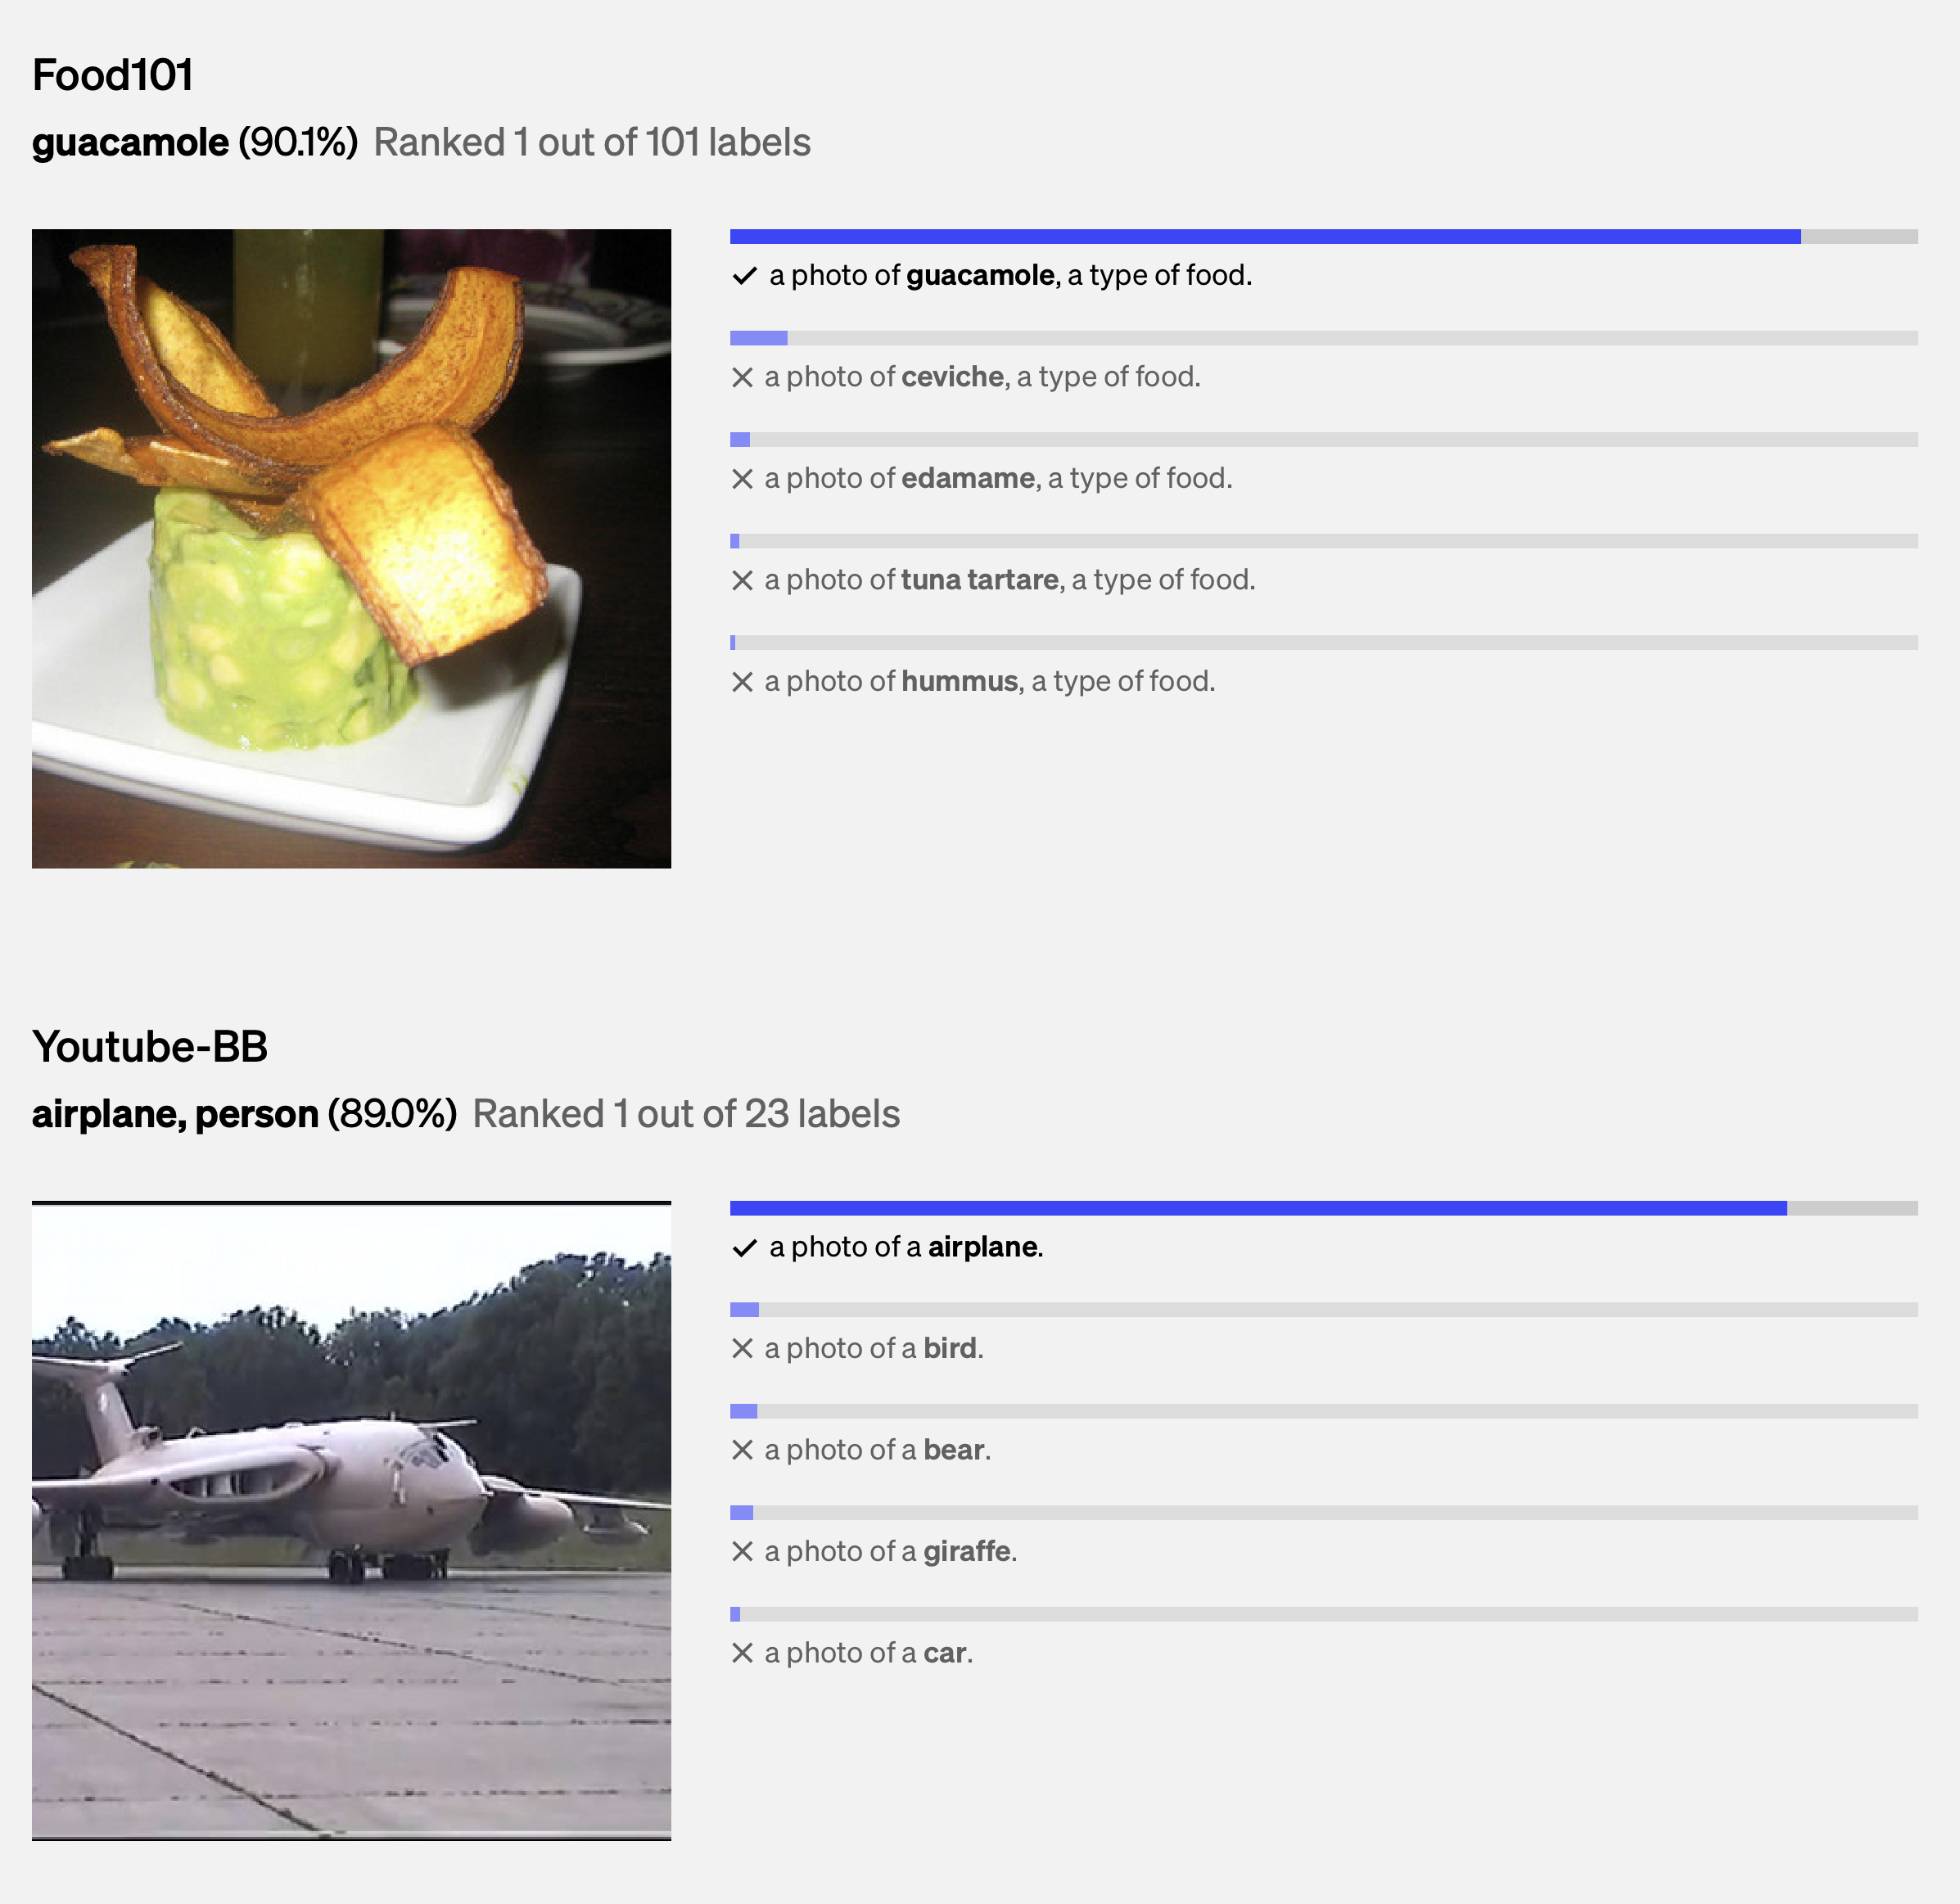 Food101
guacamole (90.1%) Ranked 1 out of 101 labels
✓ a photo of guacamole, a type of food.
× a photo of ceviche, a type of food.
× a photo of edamame, a type of food.
× a photo of tuna tartare, a type of food.
× a photo of hummus, a type of food.
Youtube-BB
airplane, person (89.0%) Ranked 1 out of 23 labels
✓ a photo of a airplane.
× a photo of a bird.
× a photo of a bear.
× a photo of a giraffe.
× a photo of a car.